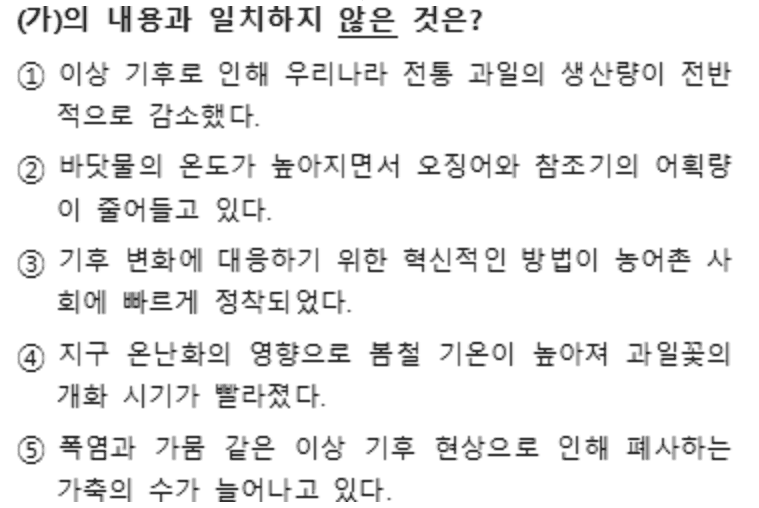 (가)의 내용과 일치하지 않은 것은?
① 이상 기후로 인해 우리나라 전통 과일의 생산량이 전반
적으로 감소했다.
② 바닷물의 온도가 높아지면서 오징어와 참조기의 어획량
이 줄어들고 있다.
③ 기후 변화에 대응하기 위한 혁신적인 방법이 농어촌 사
회에 빠르게 정착되었다.
④ 지구 온난화의 영향으로 봄철 기온이 높아져 과일꽃의
개화 시기가 빨라졌다.
⑤ 폭염과 가뭄 같은 이상 기후 현상으로 인해 폐사하는
가축의 수가 늘어나고 있다.